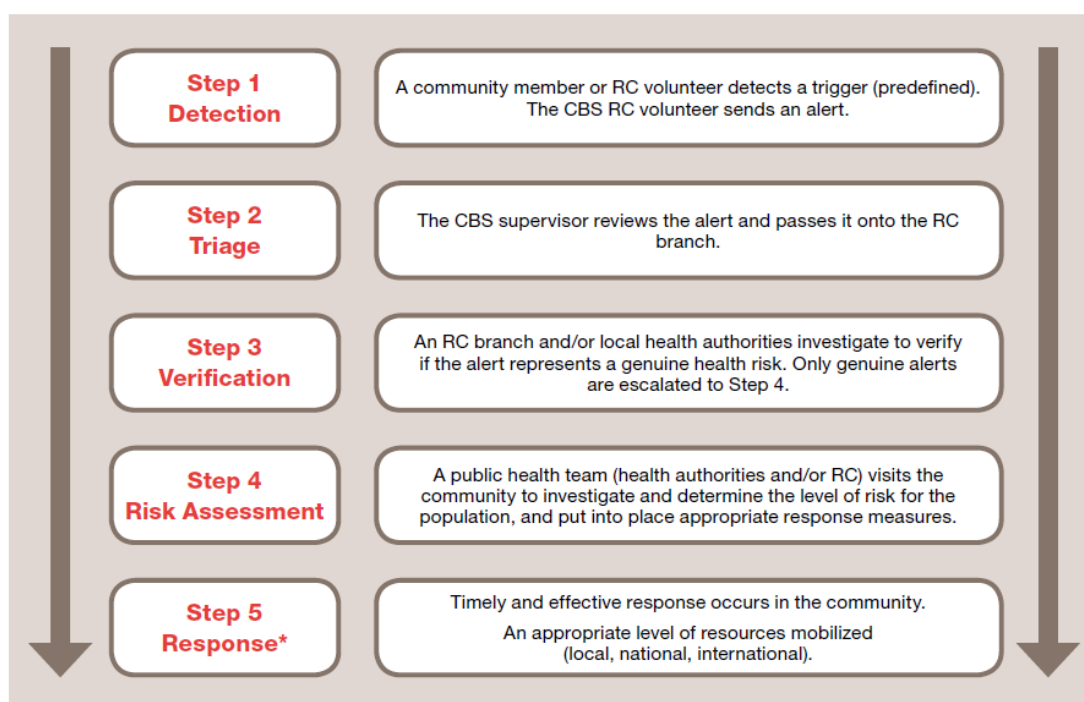 Step 1
Detection
A community member or RC volunteer detects a trigger (predefined).
The CBS RC volunteer sends an alert.
Step 2
Triage
The CBS supervisor reviews the alert and passes it onto the RC
branch.
Step 3
Verification
An RC branch and/or local health authorities investigate to verify
if the alert represents a genuine health risk. Only genuine alerts
are escalated to Step 4.
Step 4
Risk Assessment
A public health team (health authorities and/or RC) visits the
community to investigate and determine the level of risk for the
population, and put into place appropriate response measures.
Step 5
Response*
Timely and effective response occurs in the community.
An appropriate level of resources mobilized
(local, national, international).